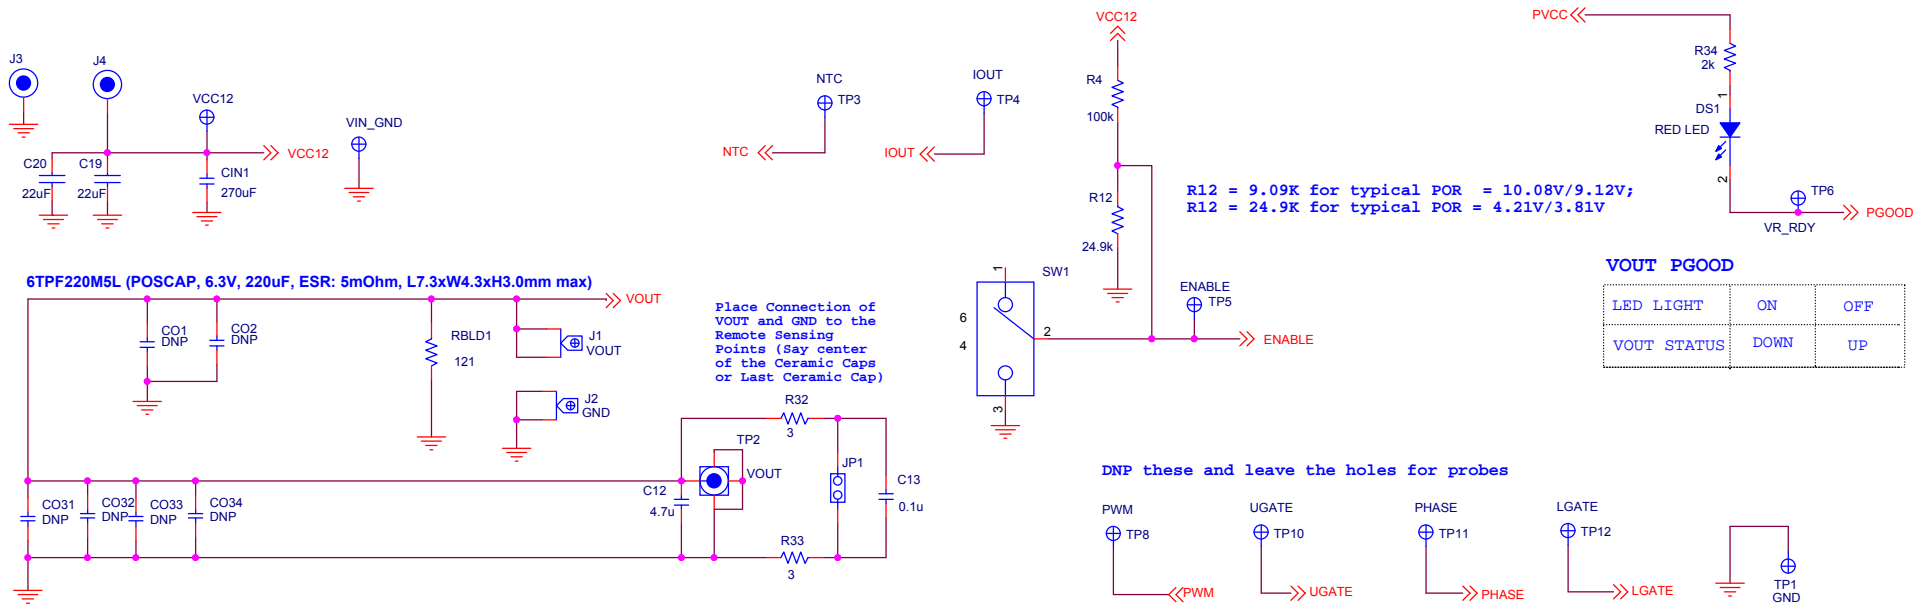 J3
J4
VCC12
C20
22uF
C19
22uF
CIN1
270uF
VCC12
VIN_GND
NTC
TP3
NTC
IOUT
TP4
IOUT
VCC12
R4
100k
R12
24.9k
R12 = 9.09K for typical POR = 10.08V/9.12V;
R12 = 24.9K for typical POR = 4.21V/3.81V
PVCC
R34
2k
1
DS1
RED LED
2
TP6
VR_RDY
PGOOD
6TPF220M5L (POSCAP, 6.3V, 220uF, ESR: 5mOhm, L7.3xW4.3xH3.0mm max)
VOUT
CO1
DNP
CO2
DNP
RBLD1
121
J1
VOUT
J2
GND
Place Connection of
VOUT and GND to the
Remote Sensing
Points (Say center
of the Ceramic Caps
or Last Ceramic Cap)
1
SW1
6
4
2
3
ENABLE
TP5
ENABLE
VOUT PGOOD
LED LIGHT ON OFF
VOUT STATUS DOWN UP
CO31
DNP
CO32
DNP
CO33
DNP
CO34
DNP
C12
4.7u
TP2
VOUT
R32
3
JP1
C13
0.1u
R33
3
DNP these and leave the holes for probes
PWM
TP8
PWM
UGATE
TP10
UGATE
PHASE
TP11
PHASE
LGATE
TP12
LGATE
TP1
GND